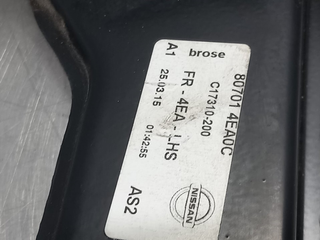 80701 4EA0C
brose
C17310-200
A1
FR - 4EA - LHS
25.03.15
01:42:55
AS2
NISSAN